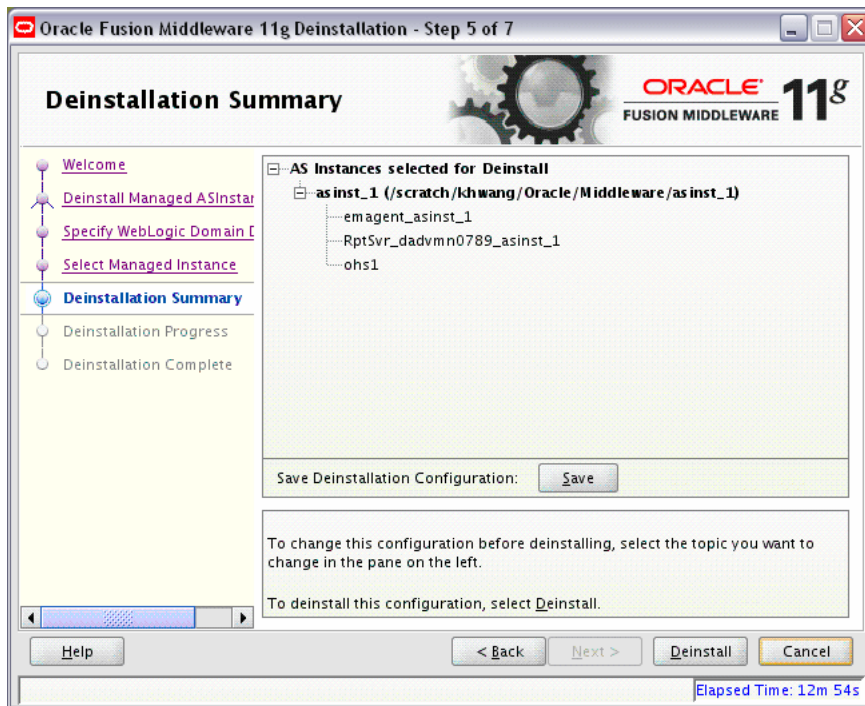 Oracle Fusion Middleware 11g Deinstallation - Step 5 of 7
Deinstallation Summary
ORACLE
FUSION MIDDLEWARE 11g
Welcome
Deinstall Managed ASInstar
Specify WebLogic Domain D
Select Managed Instance
Deinstallation Summary
Deinstallation Progress
Deinstallation Complete
AS Instances selected for Deinstall
asinst_1 (/scratch/khwang/Oracle/Middleware/asinst_1)
emagent_asinst_1
RptSvr_dadvmn0789_asinst_1
ohs1
Save Deinstallation Configuration: Save
To change this configuration before deinstalling, select the topic you want to
change in the pane on the left.
To deinstall this configuration, select Deinstall.
Help < Back Next > Deinstall Cancel
Elapsed Time: 12m 54s